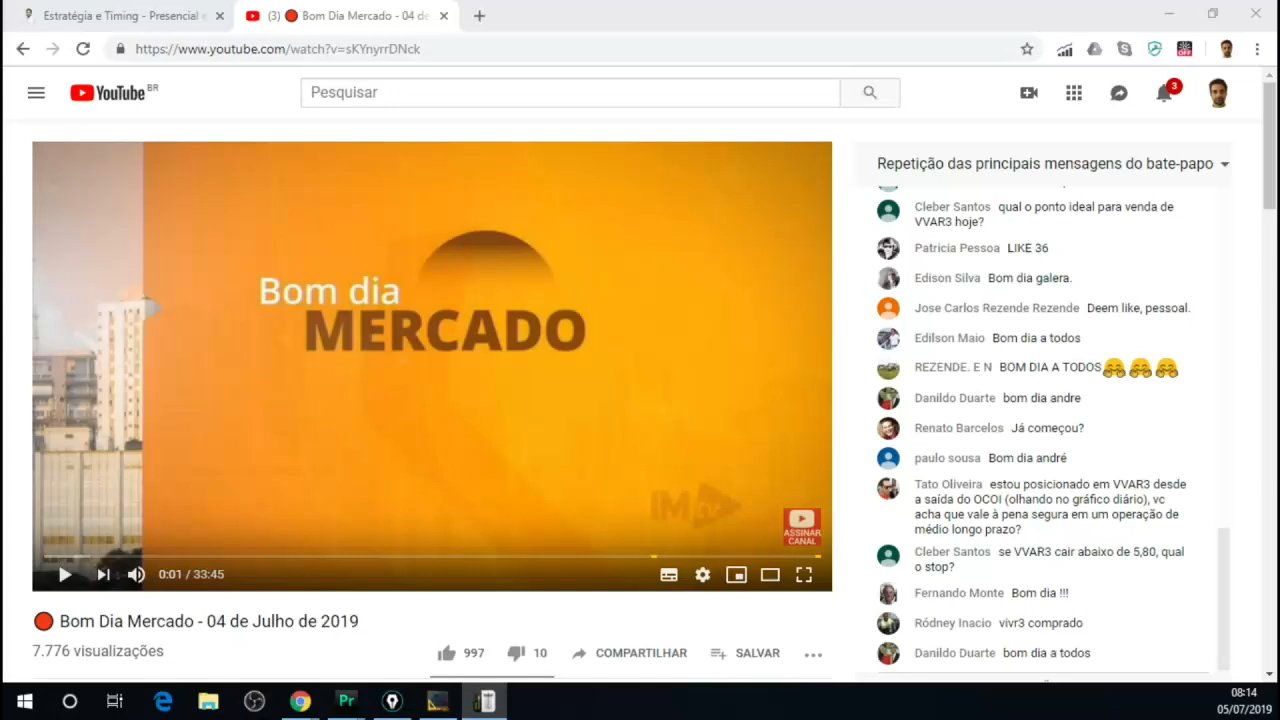 Estratégia e Timing - Presencial
(3) 🔴 Bom Dia Mercado - 04 de
https://www.youtube.com/watch?v=sKYnyrrDNck
OFF
YouTube BR
Pesquisar
3
Bom dia
MERCADO
IM
tv
ASSINAR
CANAL
0:01 / 33:45
🔴 Bom Dia Mercado - 04 de Julho de 2019
7.776 visualizações
997
10
COMPARTILHAR
SALVAR
Repetição das principais mensagens do bate-papo
Cleber Santos qual o ponto ideal para venda de
VVAR3 hoje?
Patricia Pessoa LIKE 36
Edison Silva Bom dia galera.
Jose Carlos Rezende Rezende Deem like, pessoal.
Edilson Maio Bom dia a todos
REZENDE. E N BOM DIA A TODOS🤗🤗🤗
Danildo Duarte bom dia andre
Renato Barcelos Já começou?
paulo sousa Bom dia andré
Tato Oliveira estou posicionado em VVAR3 desde
a saída do OCOI (olhando no gráfico diário), vc
acha que vale à pena segura em um operação de
médio longo prazo?
Cleber Santos se VVAR3 cair abaixo de 5,80, qual
o stop?
Fernando Monte Bom dia !!!
Ródney Inacio vivr3 comprado
Danildo Duarte bom dia a todos
Pr
08:14
05/07/2019